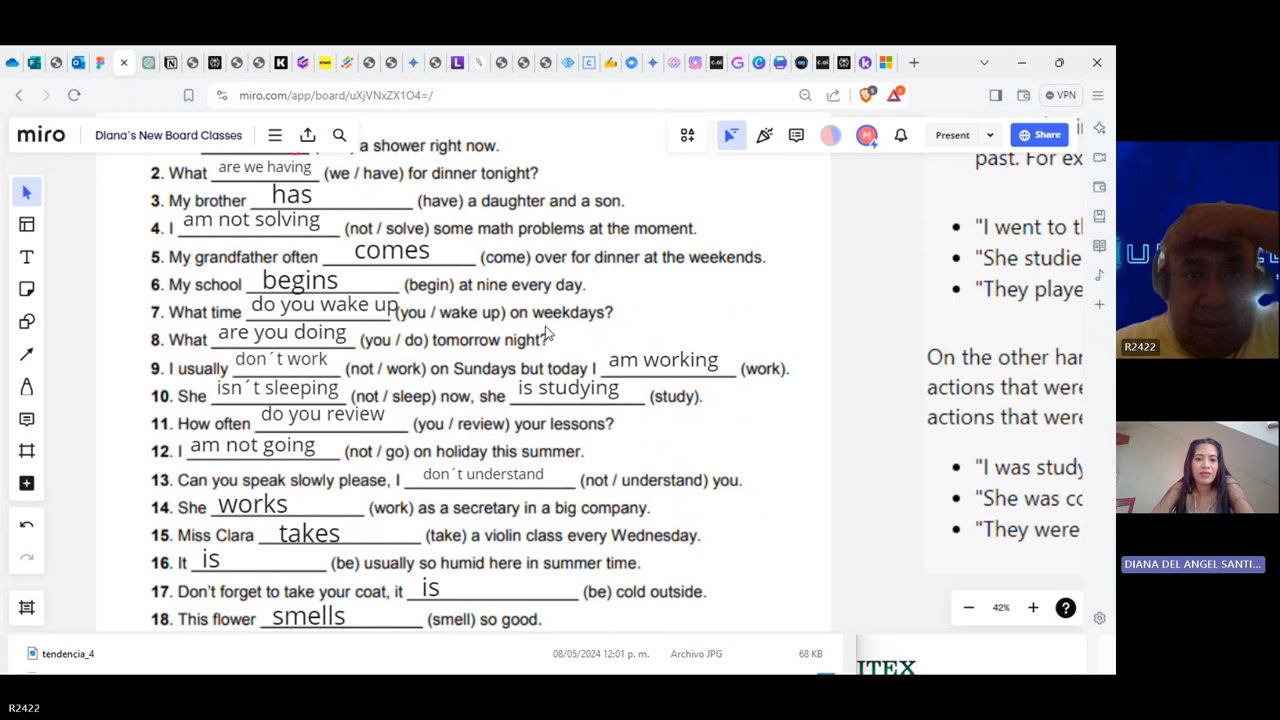 miro.com/app/board/uXjVNxZX1O4=/
VPN
miro
DIana's New Board Classes
Present
Share
a shower right now.
2. What are we having (we / have) for dinner tonight?
3. My brother has (have) a daughter and a son.
4. I am not solving (not / solve) some math problems at the moment.
5. My grandfather often comes (come) over for dinner at the weekends.
6. My school begins (begin) at nine every day.
7. What time do you wake up (you / wake up) on weekdays?
8. What are you doing (you / do) tomorrow night?
9. I usually don´t work (not / work) on Sundays but today I am working (work).
10. She isn´t sleeping (not / sleep) now, she is studying (study).
11. How often do you review (you / review) your lessons?
12. I am not going (not / go) on holiday this summer.
13. Can you speak slowly please, I don´t understand (not / understand) you.
14. She works (work) as a secretary in a big company.
15. Miss Clara takes (take) a violin class every Wednesday.
16. It is (be) usually so humid here in summer time.
17. Don't forget to take your coat, it is (be) cold outside.
18. This flower smells (smell) so good.
past. For ex
"I went to tl
"She studie
"They playe
On the other har
actions that were
actions that were
"I was study
"She was co
"They were
42%
tendencia_4
08/05/2024 12:01 p. m.
Archivo JPG
68 KB
ITEX
R2422
DIANA DEL ANGEL SANTI...
R2422